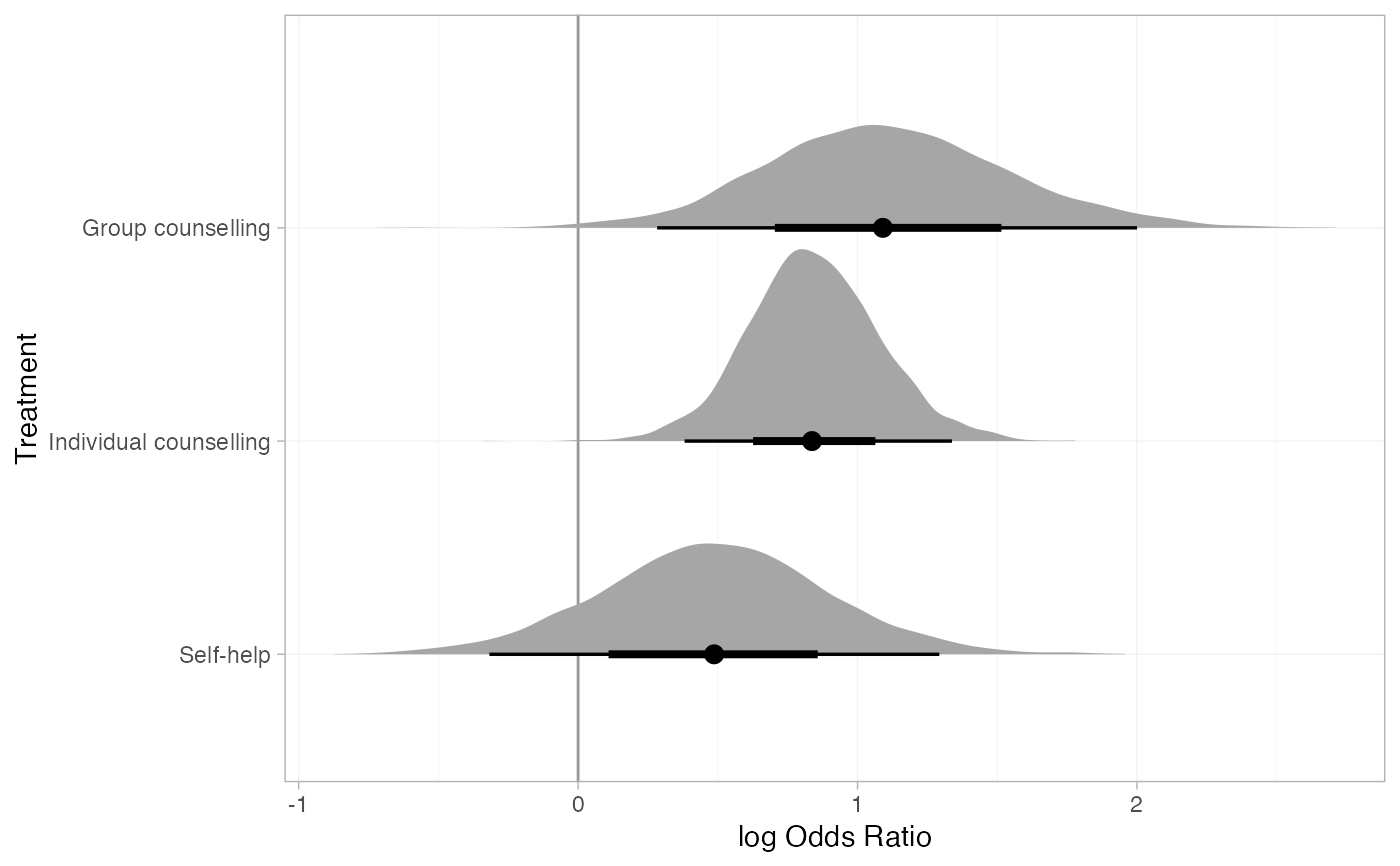 Group counselling
Individual counselling
Self-help
Treatment
-1 0 1 2
log Odds Ratio